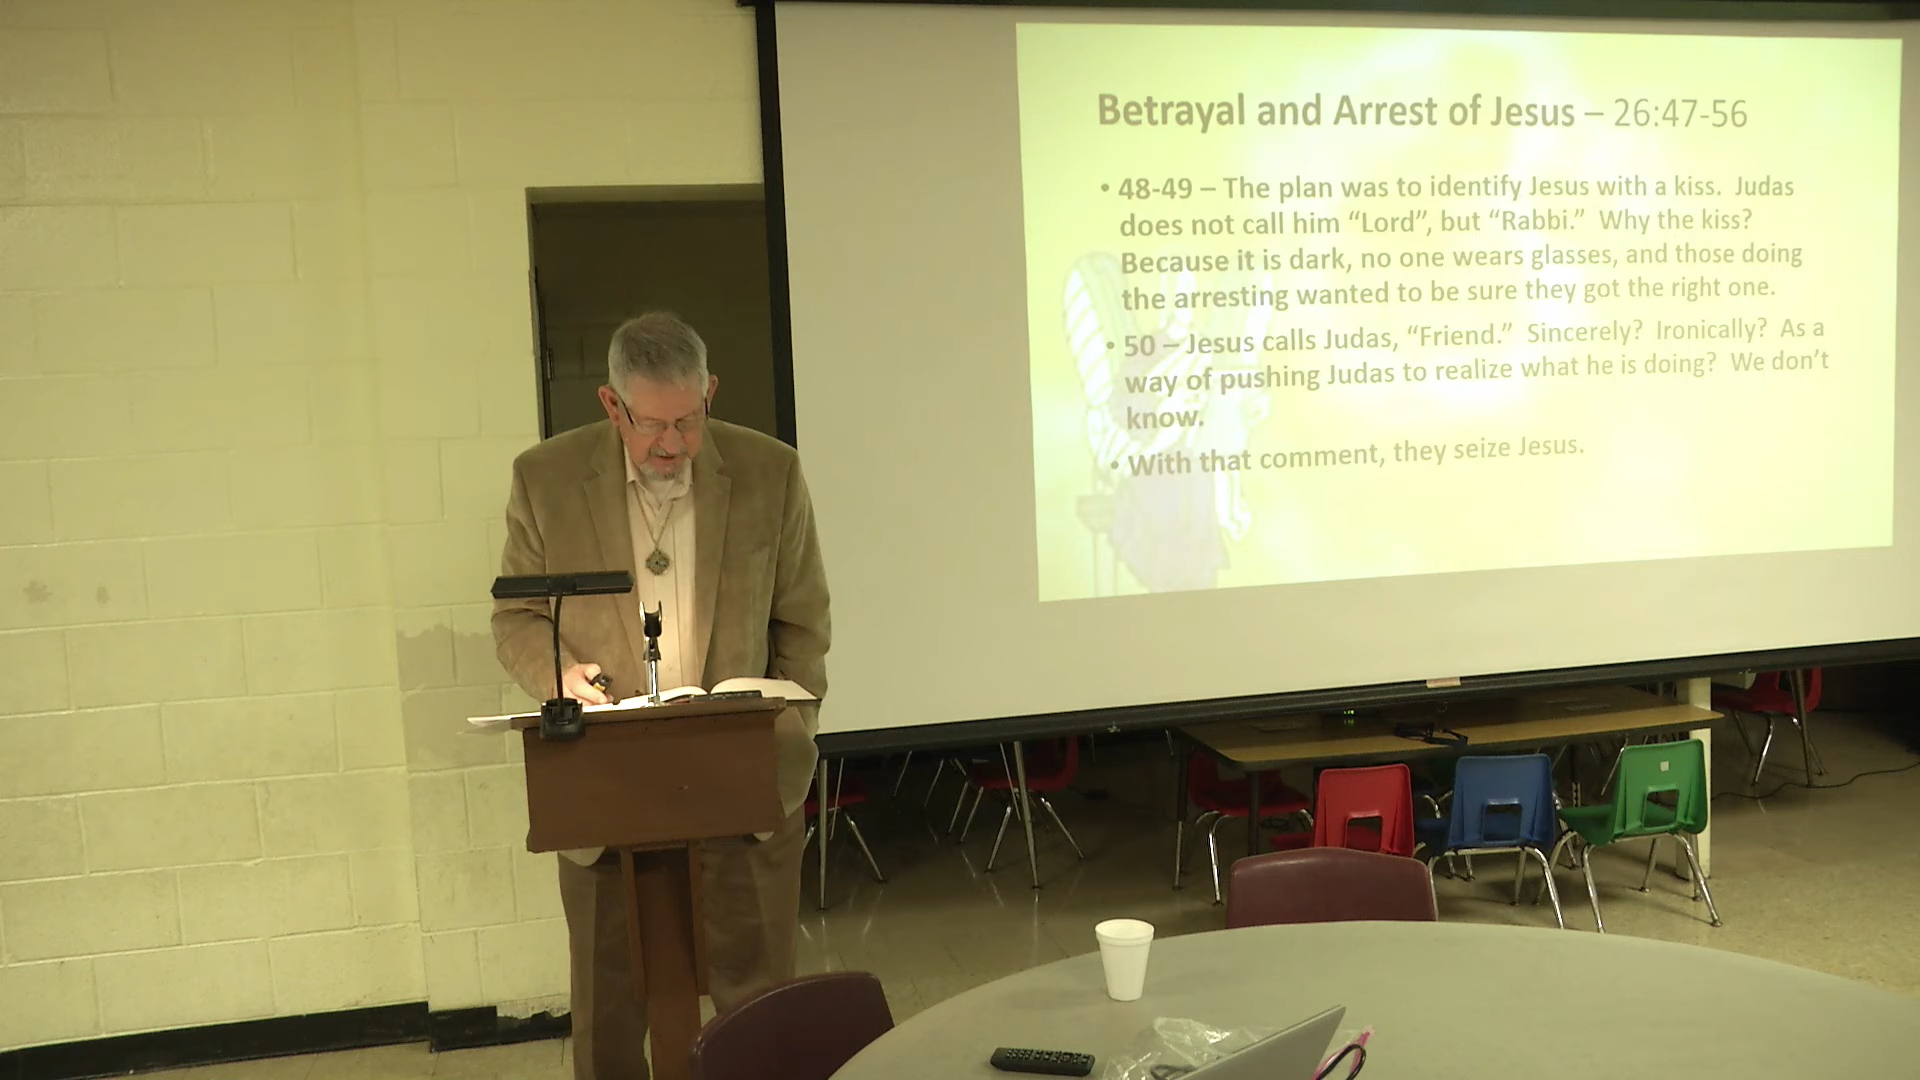 Betrayal and Arrest of Jesus – 26:47-56
• 48-49 – The plan was to identify Jesus with a kiss. Judas
does not call him “Lord”, but “Rabbi.” Why the kiss?
Because it is dark, no one wears glasses, and those doing
the arresting wanted to be sure they got the right one.
• 50 – Jesus calls Judas, “Friend.” Sincerely? Ironically? As a
way of pushing Judas to realize what he is doing? We don’t
know.
• With that comment, they seize Jesus.